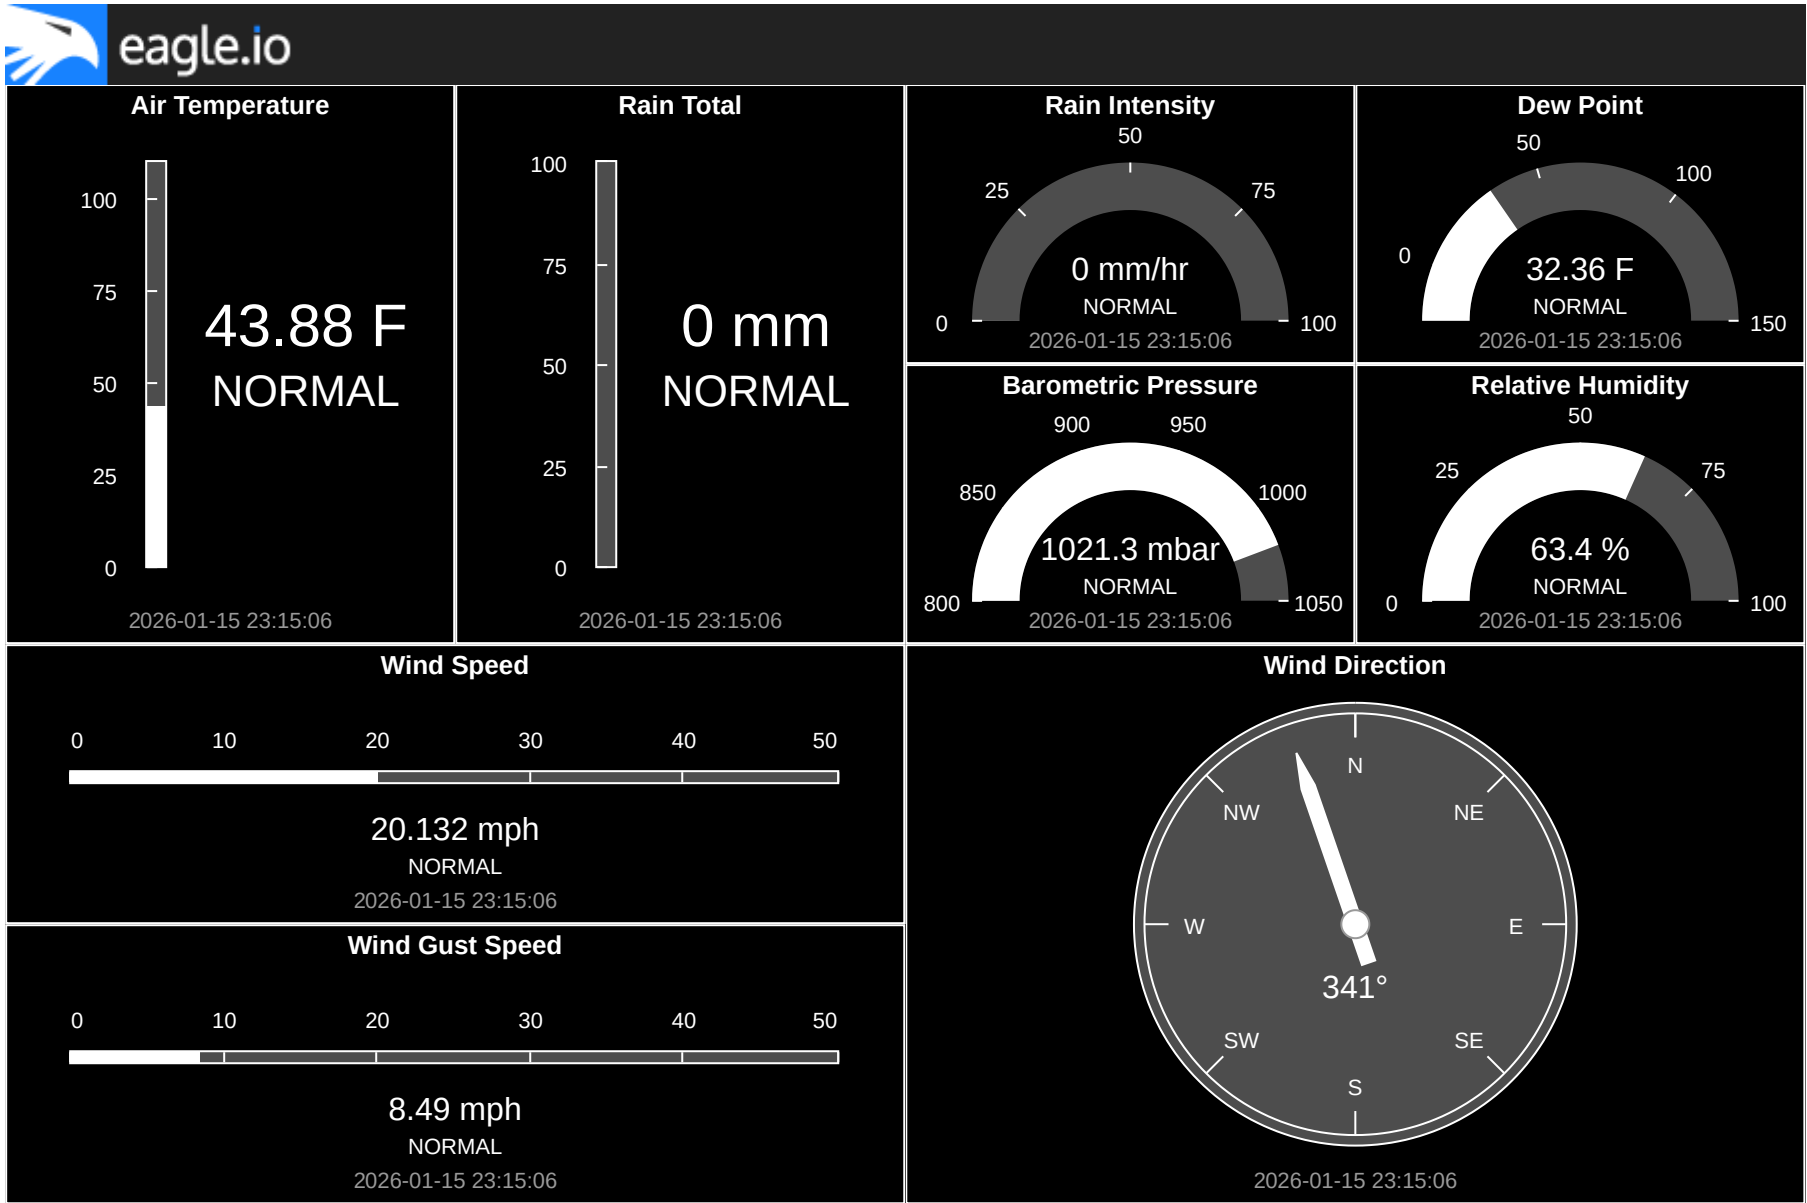 eagle.io
Air Temperature
100
75
50
25
0
43.88 F
NORMAL
2026-01-15 23:15:06
Rain Total
100
75
50
25
0
0 mm
NORMAL
2026-01-15 23:15:06
Rain Intensity
50
25
75
0
100
0 mm/hr
NORMAL
2026-01-15 23:15:06
Dew Point
50
100
0
150
32.36 F
NORMAL
2026-01-15 23:15:06
Barometric Pressure
900
950
850
1000
800
1050
1021.3 mbar
NORMAL
2026-01-15 23:15:06
Relative Humidity
50
25
75
0
100
63.4 %
NORMAL
2026-01-15 23:15:06
Wind Speed
0 10 20 30 40 50
20.132 mph
NORMAL
2026-01-15 23:15:06
Wind Gust Speed
0 10 20 30 40 50
8.49 mph
NORMAL
2026-01-15 23:15:06
Wind Direction
N
NW
NE
W
E
341°
SW
SE
S
2026-01-15 23:15:06